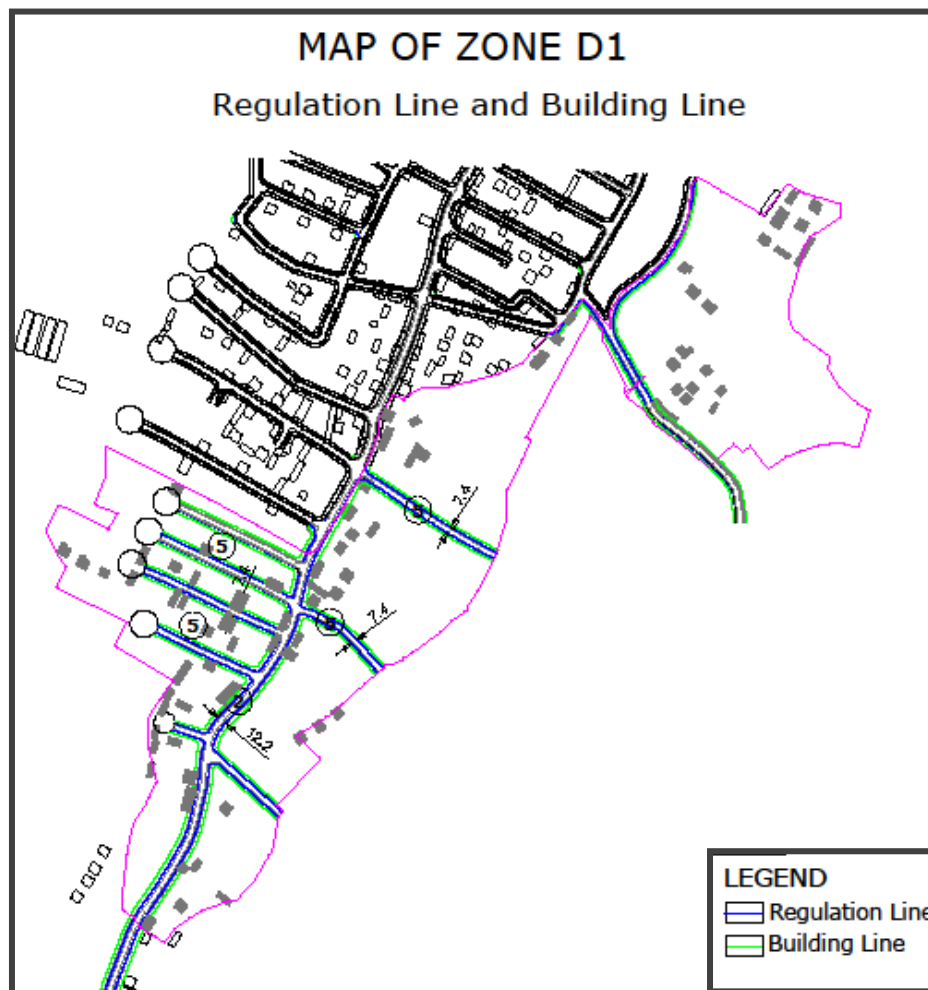 MAP OF ZONE D1
Regulation Line and Building Line
7.4
5
5
7.4
12.2
LEGEND
Regulation Line
Building Line